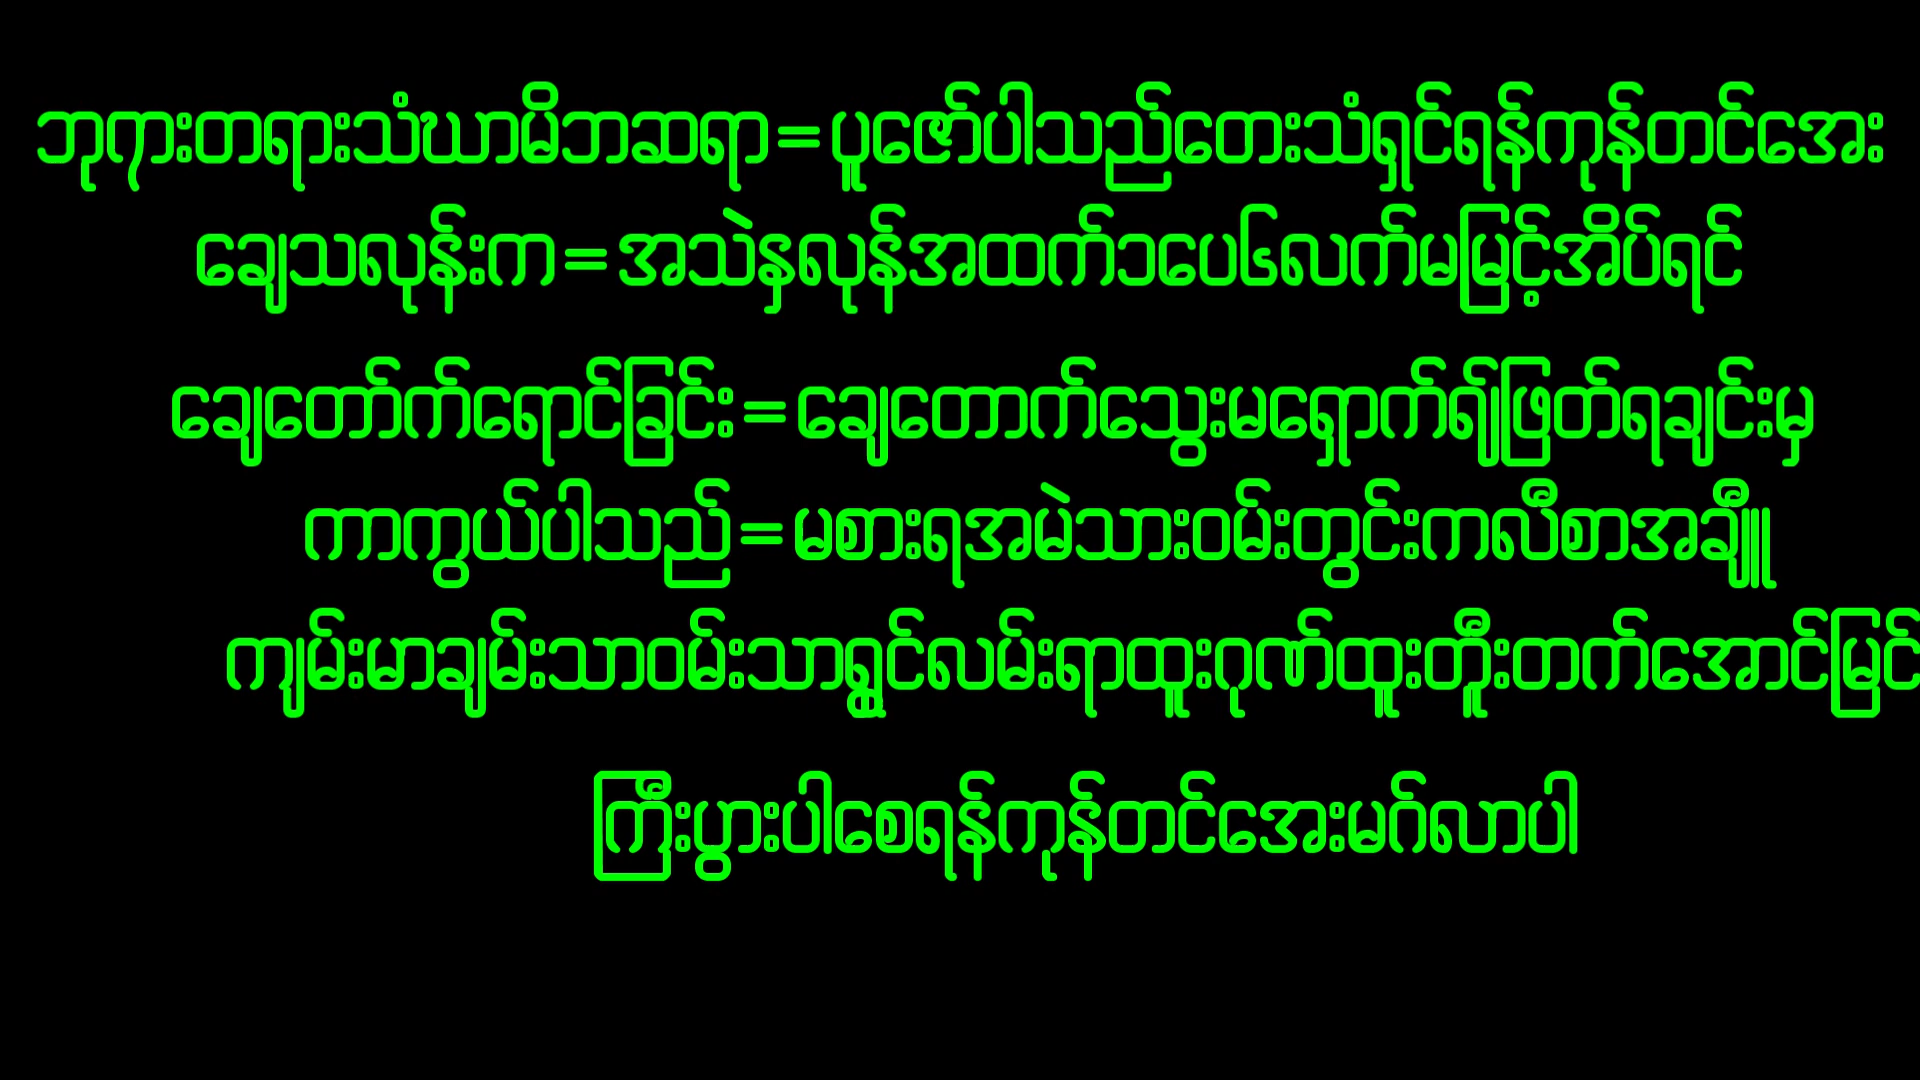 ဘုဂုားတရားသံဃာမိဘဆရာ=ပူဇော်ပါသည်တေးသံရှင်ရန်ကုန်တင်အေး
ချေသလုန်းက=အသဲနှလုန်အထက်၁ပေ၆လက်မမြင့်အိပ်ရင်
ချေတော်က်ရောင်ခြင်း=ချေတောက်သွေးမရှောက်ရ်ျဖြတ်ရချင်းမှ
ကာကွယ်ပါသည်=မစားရအမဲသားဝမ်းတွင်းကလီစာအချီူ
ကျမ်းမာချမ်းသာဝမ်းသာရွှင်လမ်းရာထူးဂုဏ်ထူးတီူးတက်အောင်မြင်
ကြီးပွားပါစေရန်ကုန်တင်အေးမင်္ဂလာပါ